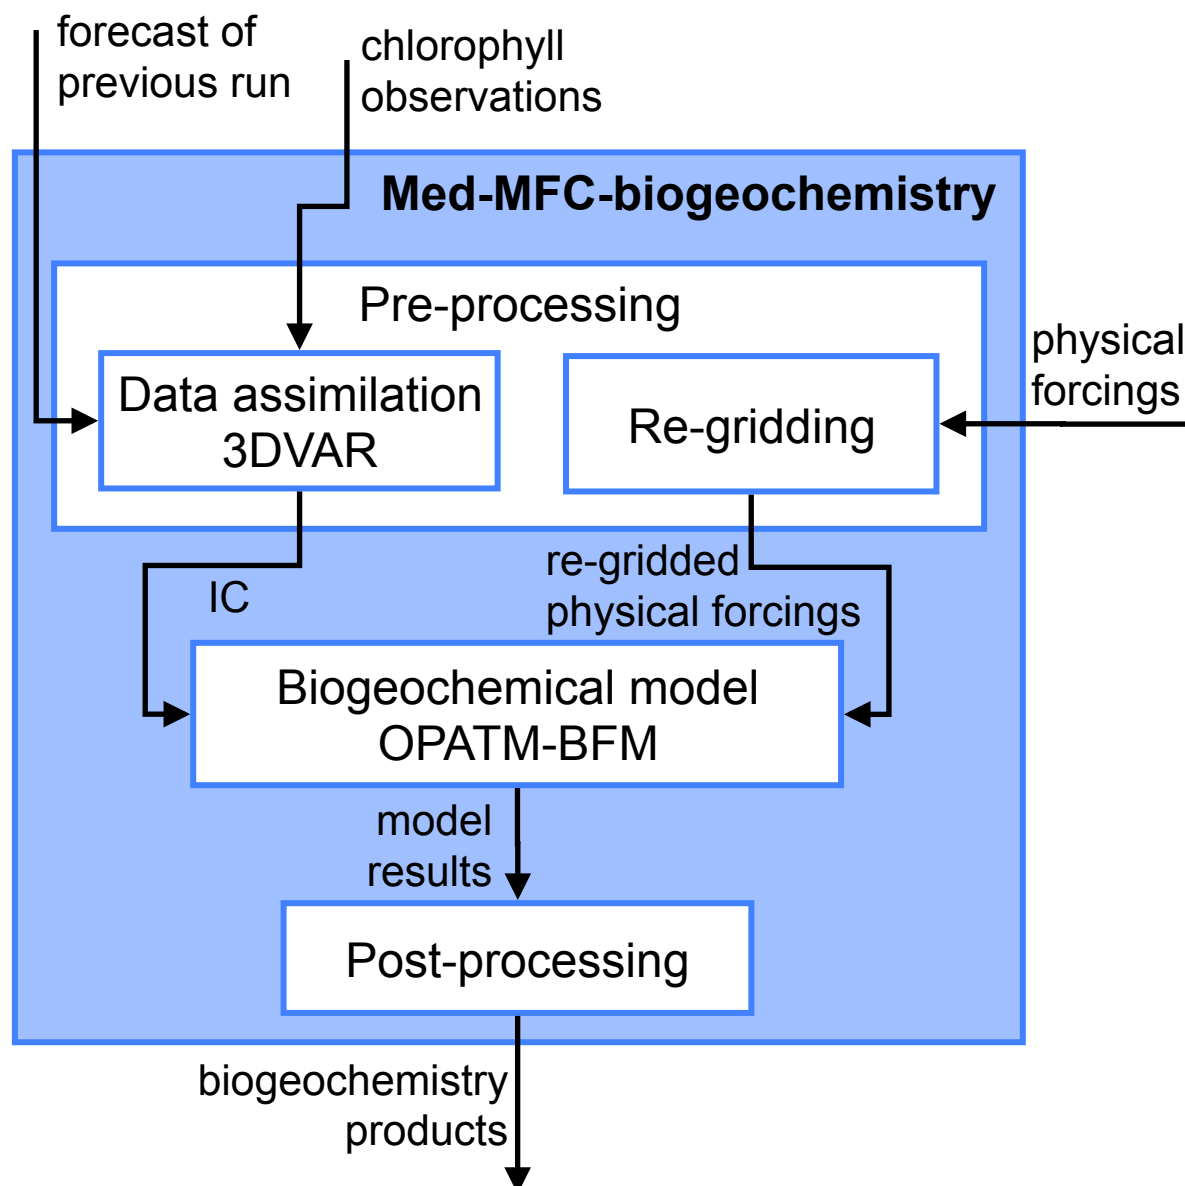 forecast of
previous run
chlorophyll
observations
Med-MFC-biogeochemistry
Pre-processing
physical
forcings
Data assimilation
3DVAR
Re-gridding
IC
re-gridded
physical forcings
Biogeochemical model
OPATM-BFM
model
results
Post-processing
biogeochemistry
products